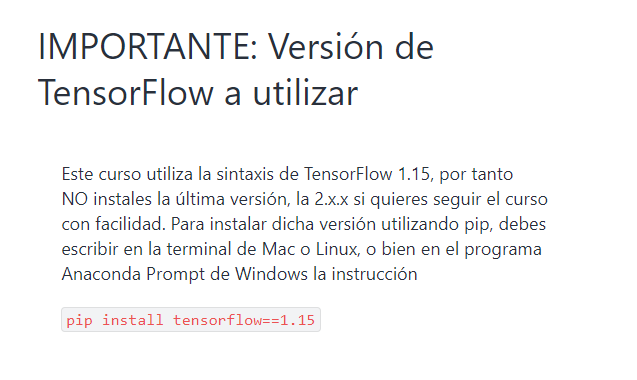 IMPORTANTE: Versión de
TensorFlow a utilizar
Este curso utiliza la sintaxis de TensorFlow 1.15, por tanto
NO instales la última versión, la 2.x.x si quieres seguir el curso
con facilidad. Para instalar dicha versión utilizando pip, debes
escribir en la terminal de Mac o Linux, o bien en el programa
Anaconda Prompt de Windows la instrucción
pip install tensorflow==1.15